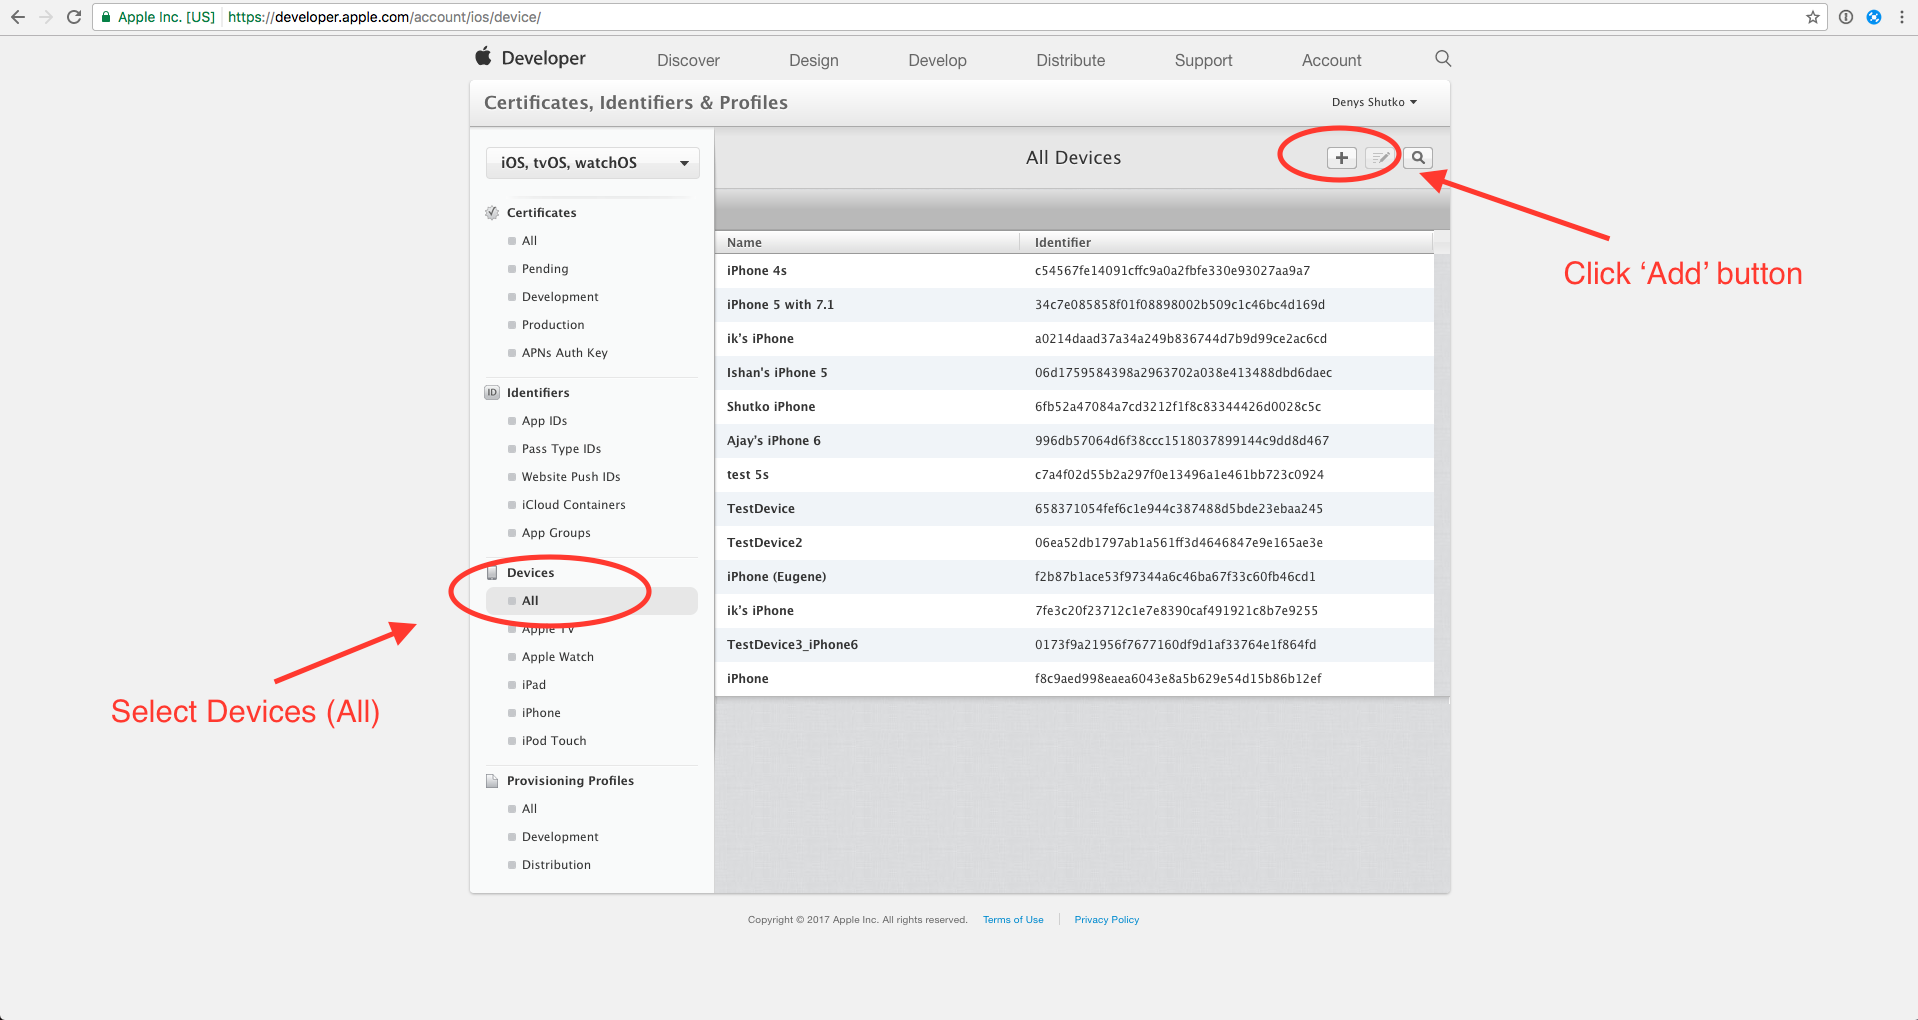 Apple Inc. [US] https://developer.apple.com/account/ios/device/
Developer
Discover
Design
Develop
Distribute
Support
Account
Certificates, Identifiers & Profiles
Denys Shutko
iOS, tvOS, watchOS
Certificates
All
Pending
Development
Production
APNs Auth Key
ID Identifiers
App IDs
Pass Type IDs
Website Push IDs
iCloud Containers
App Groups
Devices
All
Apple TV
Apple Watch
iPad
iPhone
iPod Touch
Provisioning Profiles
All
Development
Distribution
All Devices
Name Identifier
iPhone 4s c54567fe14091cffc9a0a2fbfe330e93027aa9a7
iPhone 5 with 7.1 34c7e085858f01f08898002b509c1c46bc4d169d
ik's iPhone a0214daad37a34a249b836744d7b9d99ce2ac6cd
Ishan's iPhone 5 06d1759584398a2963702a038e413488dbd6daec
Shutko iPhone 6fb52a47084a7cd3212f1f8c83344426d0028c5c
Ajay's iPhone 6 996db57064d6f38ccc1518037899144c9dd8d467
test 5s c7a4f02d55b2a297f0e13496a1e461bb723c0924
TestDevice 658371054fef6c1e944c387488d5bde23ebaa245
TestDevice2 06ea52db1797ab1a561ff3d4646847e9e165ae3e
iPhone (Eugene) f2b87b1ace53f97344a6c46ba67f33c60fb46cd1
ik's iPhone 7fe3c20f23712c1e7e8390caf491921c8b7e9255
TestDevice3_iPhone6 0173f9a21956f7677160df9d1af33764e1f864fd
iPhone f8c9aed998eaea6043e8a5b629e54d15b86b12ef
Click ‘Add’ button
Select Devices (All)
Copyright © 2017 Apple Inc. All rights reserved. Terms of Use Privacy Policy